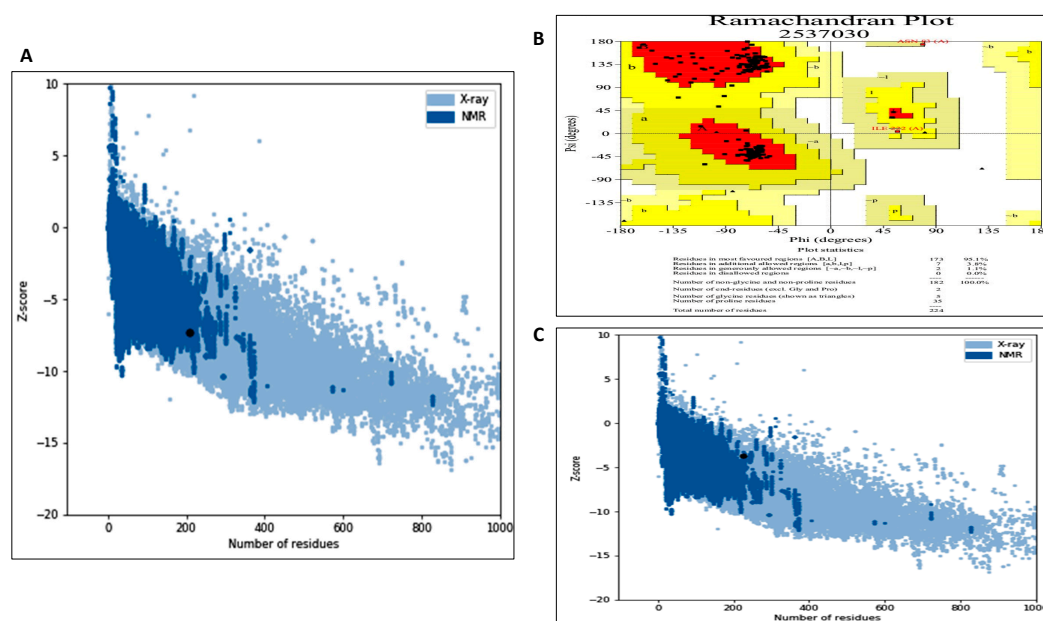 A
10
5
0
−5
−10
−15
−20
Z-score
0 200 400 600 800 1000
Number of residues
X-ray
NMR
B
Ramachandran Plot
2537030
180
135
90
45
0
-45
-90
-135
-180 -135 -90 -45 0 45 90 135 180
Psi (degrees)
Phi (degrees)
b
a
l
p
~b
~a
Plot statistics
Residues in most favoured regions [A,B,L] 173 95.1%
Residues in additional allowed regions [a,b,l,p] 7 3.8%
Residues in generously allowed regions [~a,~b,~l,~p] 2 1.1%
Residues in disallowed regions 0 0.0%
Number of non-glycine and non-proline residues 182 100.0%
Number of end-residues (excl. Gly and Pro) 2
Number of glycine residues (shown as triangles)
Number of proline residues 35
Total number of residues 224
C
10
5
0
−5
−10
−15
−20
Z-score
0 200 400 600 800 1000
Number of residues
X-ray
NMR